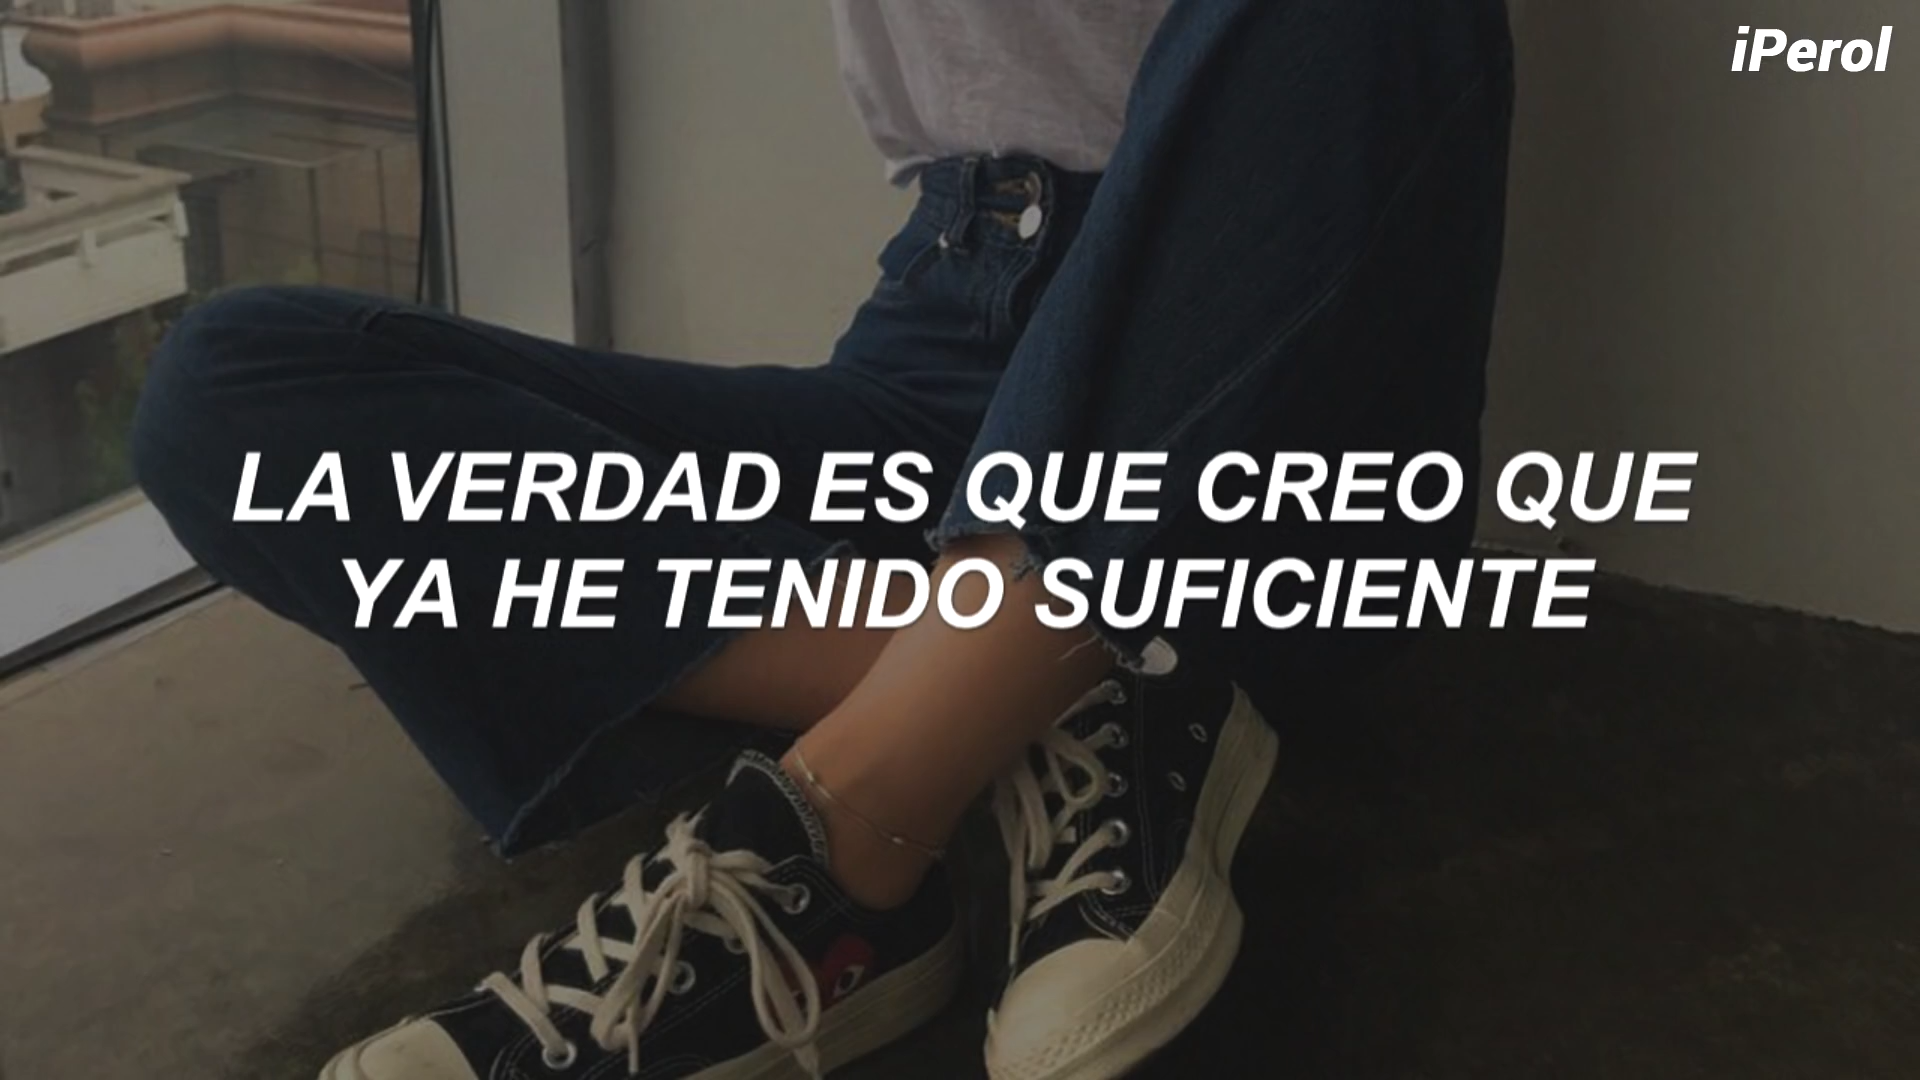 iPerol
LA VERDAD ES QUE CREO QUE
YA HE TENIDO SUFICIENTE